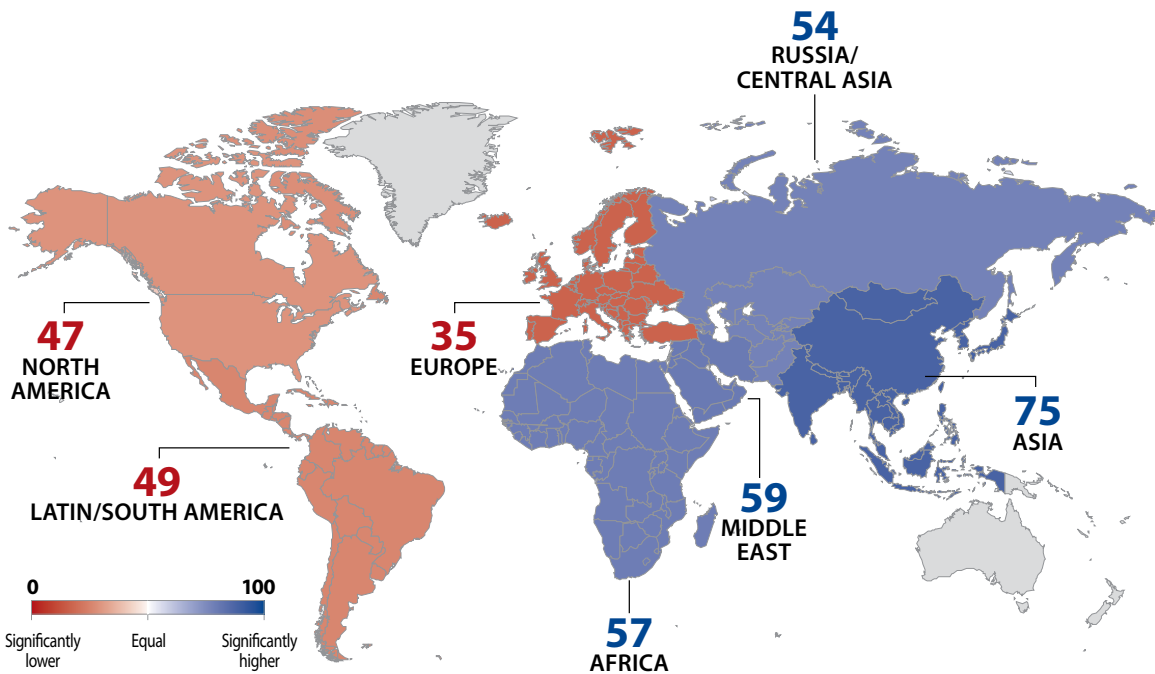 54
RUSSIA/
CENTRAL ASIA
47
NORTH
AMERICA
35
EUROPE
75
ASIA
49
LATIN/SOUTH AMERICA
59
MIDDLE
EAST
57
AFRICA
0 100
Significantly lower
Equal
Significantly higher